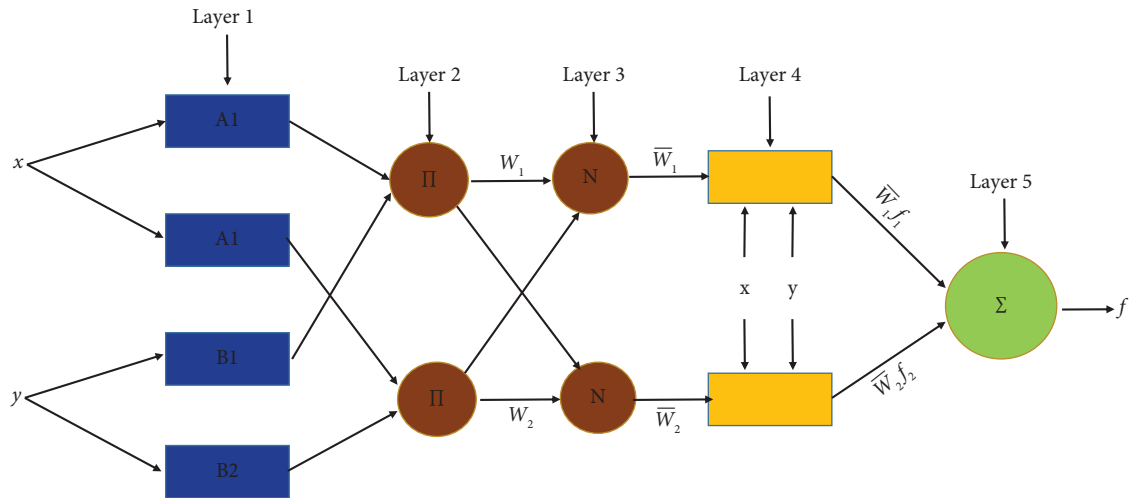 Layer 1
Layer 2
Layer 3
Layer 4
Layer 5
x
A1
A1
y
B1
B2
Π
Π
W₁
W₂
N
N
W̅₁
W̅₂
x y
W̅₁f₁
W̅₂f₂
Σ
f